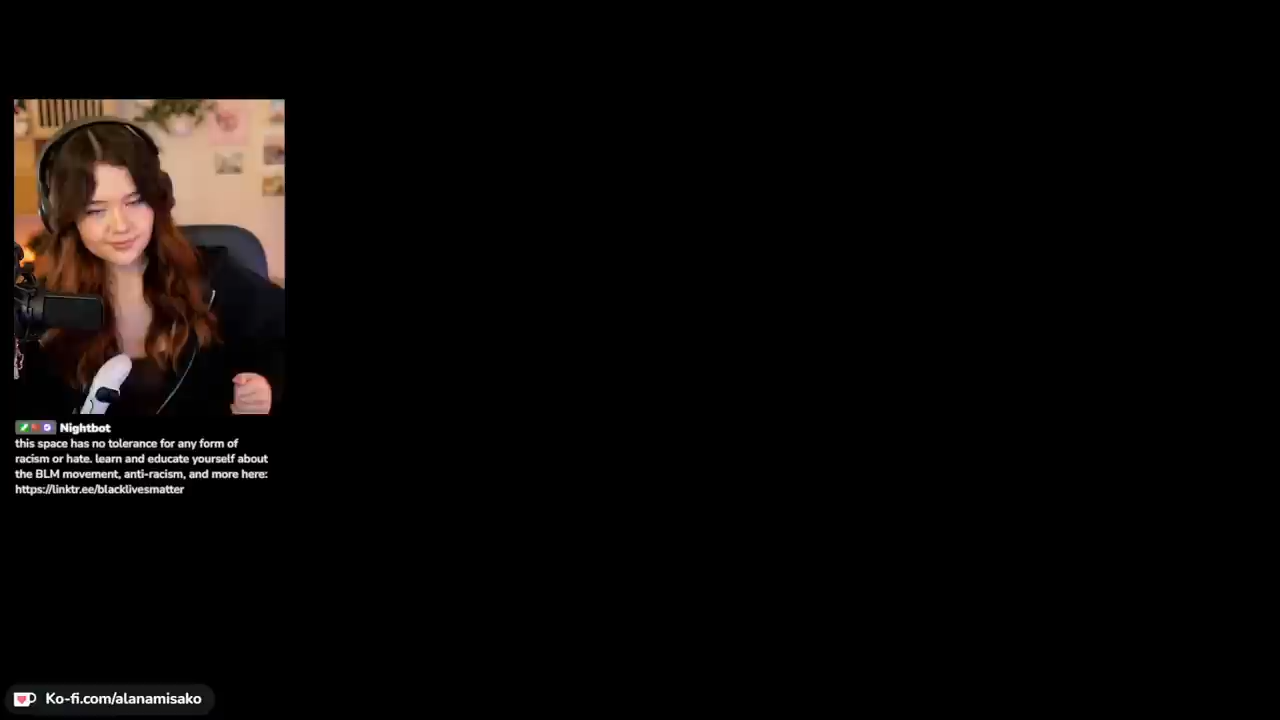 Nightbot
this space has no tolerance for any form of
racism or hate. learn and educate yourself about
the BLM movement, anti-racism, and more here:
https://linktr.ee/blacklivesmatter
Ko-fi.com/alanamisako